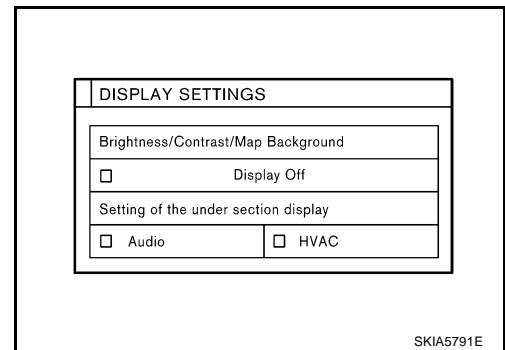 DISPLAY SETTINGS
Brightness/Contrast/Map Background
Display Off
Setting of the under section display
Audio HVAC
SKIA5791E